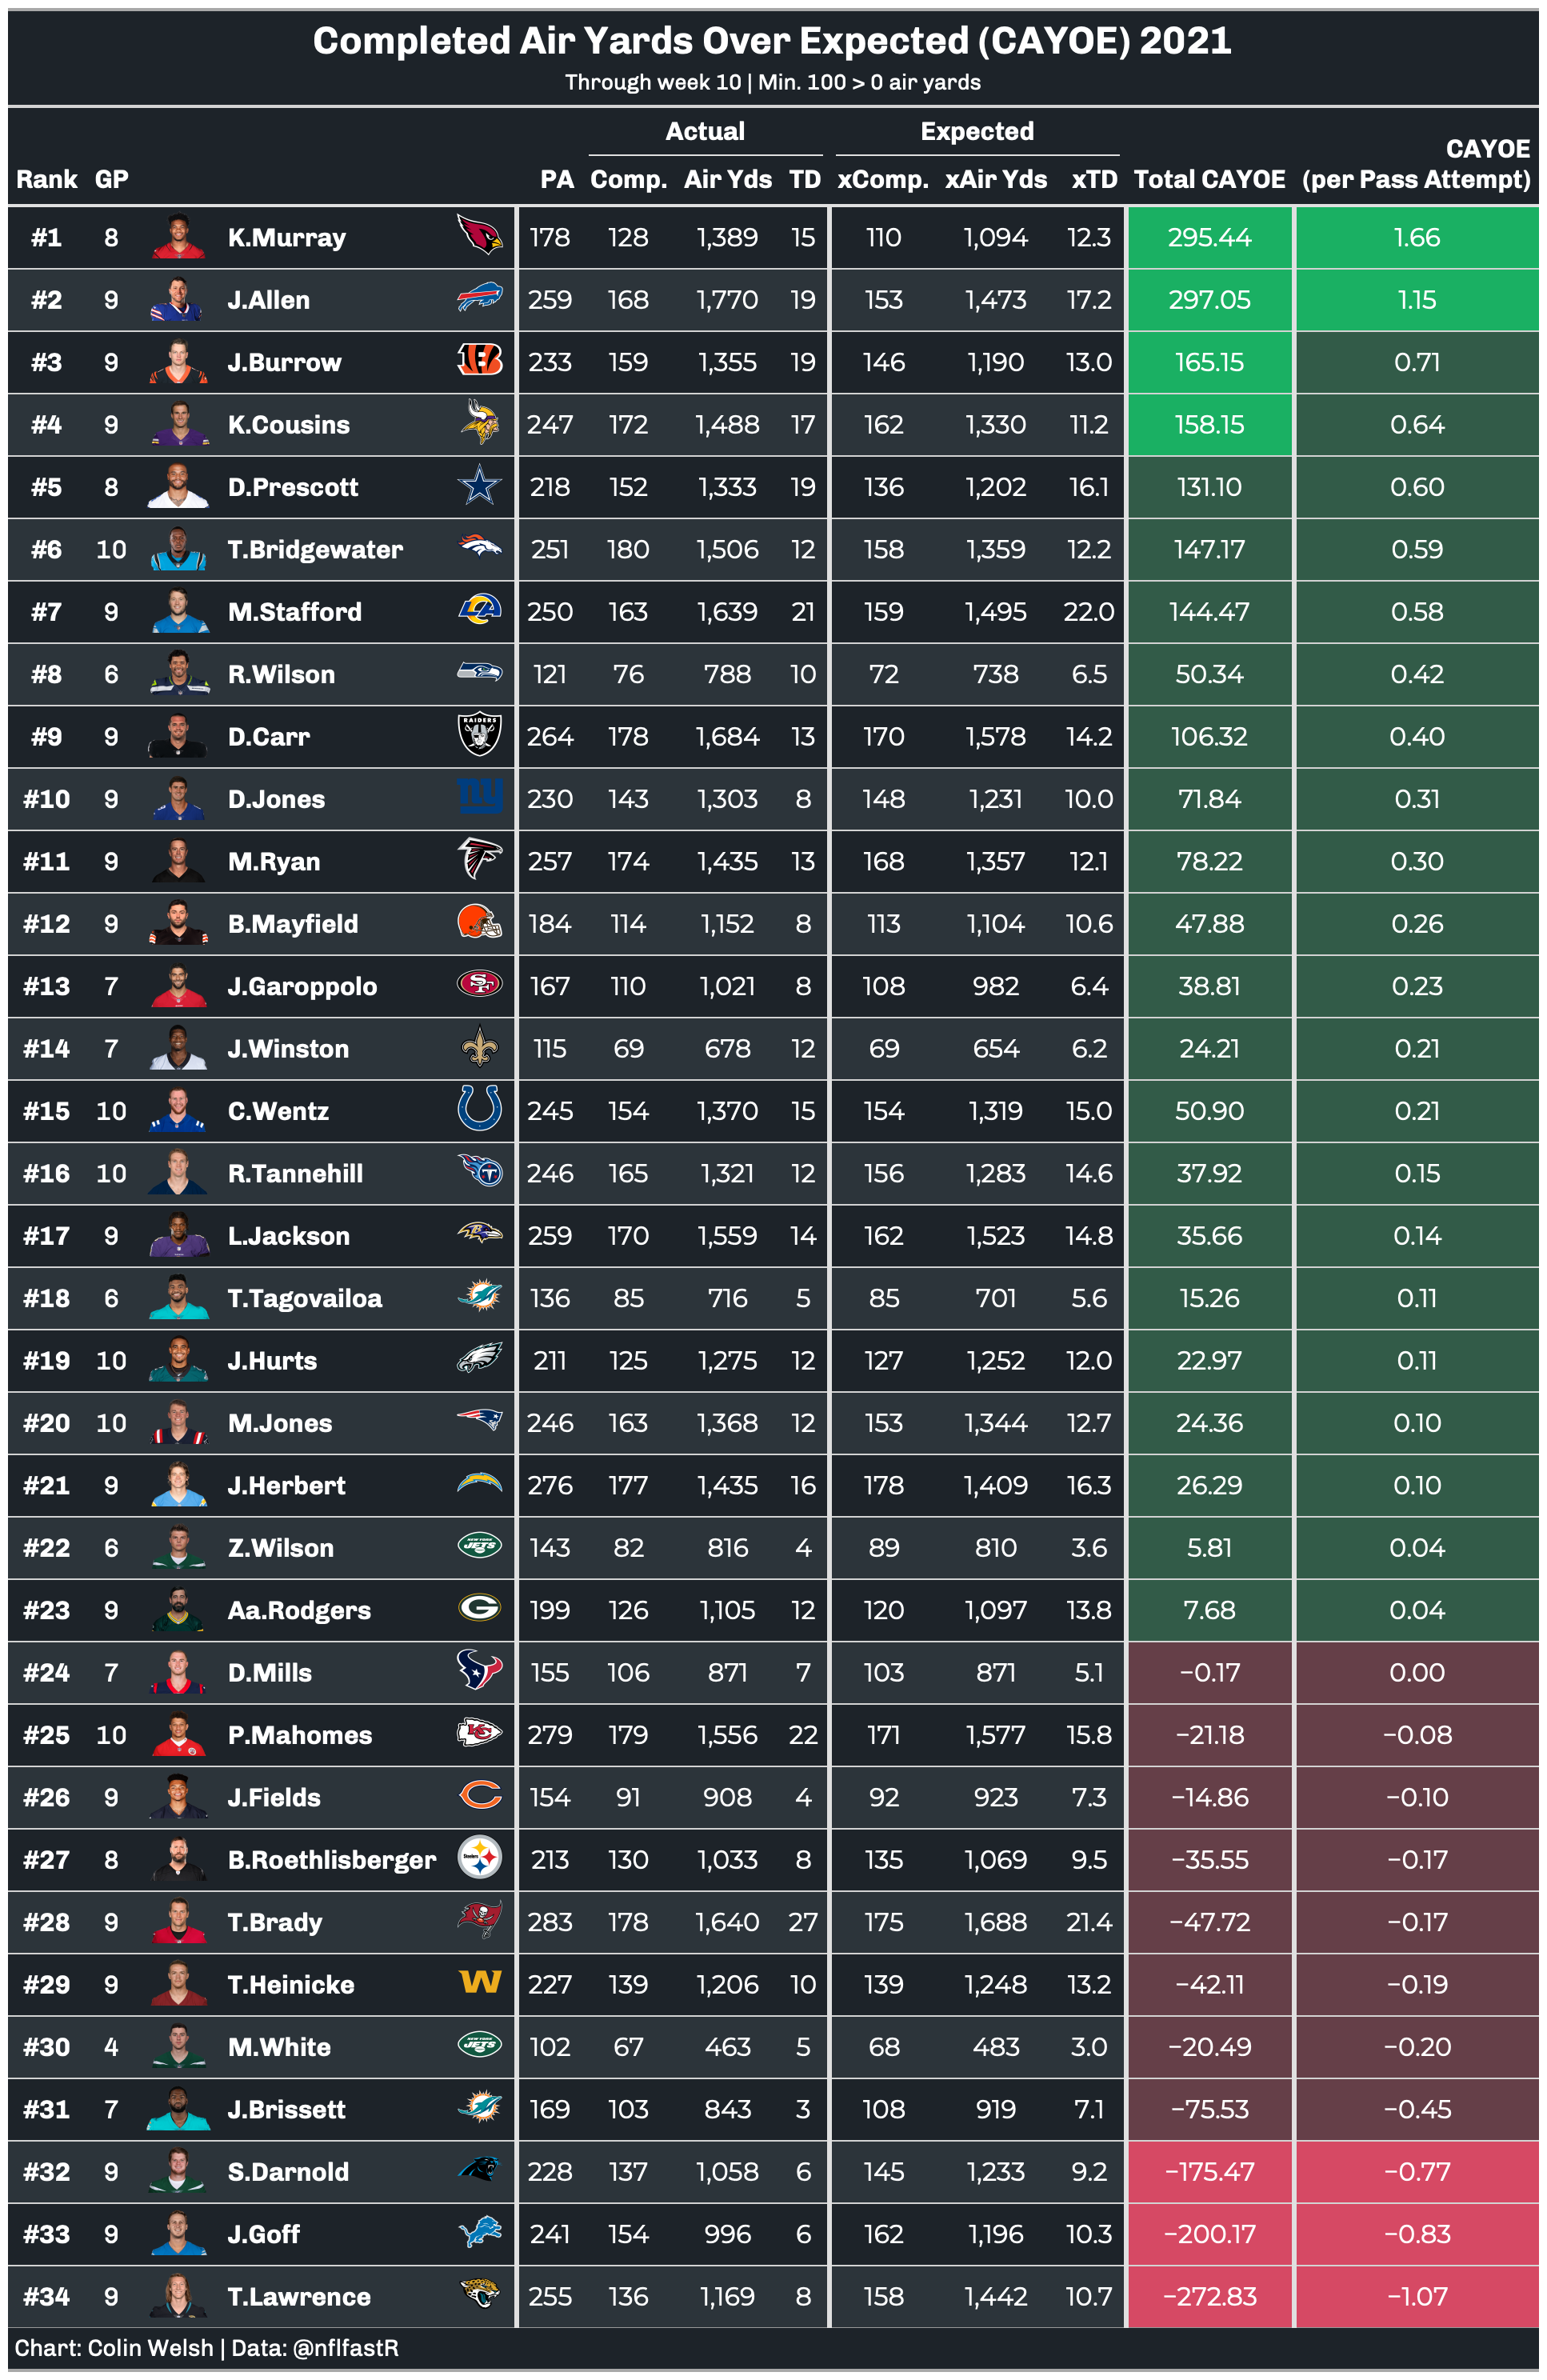 Completed Air Yards Over Expected (CAYOE) 2021
Through week 10 | Min. 100 > 0 air yards
Actual Expected CAYOE
Rank GP PA Comp. Air Yds TD xComp. xAir Yds xTD Total CAYOE (per Pass Attempt)
#1 8 K.Murray 178 128 1,389 15 110 1,094 12.3 295.44 1.66
#2 9 J.Allen 259 168 1,770 19 153 1,473 17.2 297.05 1.15
#3 9 J.Burrow 233 159 1,355 19 146 1,190 13.0 165.15 0.71
#4 9 K.Cousins 247 172 1,488 17 162 1,330 11.2 158.15 0.64
#5 8 D.Prescott 218 152 1,333 19 136 1,202 16.1 131.10 0.60
#6 10 T.Bridgewater 251 180 1,506 12 158 1,359 12.2 147.17 0.59
#7 9 M.Stafford 250 163 1,639 21 159 1,495 22.0 144.47 0.58
#8 6 R.Wilson 121 76 788 10 72 738 6.5 50.34 0.42
#9 9 D.Carr RAIDERS 264 178 1,684 13 170 1,578 14.2 106.32 0.40
#10 9 D.Jones ny 230 143 1,303 8 148 1,231 10.0 71.84 0.31
#11 9 M.Ryan 257 174 1,435 13 168 1,357 12.1 78.22 0.30
#12 9 B.Mayfield 184 114 1,152 8 113 1,104 10.6 47.88 0.26
#13 7 J.Garoppolo SF 167 110 1,021 8 108 982 6.4 38.81 0.23
#14 7 J.Winston 115 69 678 12 69 654 6.2 24.21 0.21
#15 10 C.Wentz 245 154 1,370 15 154 1,319 15.0 50.90 0.21
#16 10 R.Tannehill T 246 165 1,321 12 156 1,283 14.6 37.92 0.15
#17 9 L.Jackson B 259 170 1,559 14 162 1,523 14.8 35.66 0.14
#18 6 T.Tagovailoa 136 85 716 5 85 701 5.6 15.26 0.11
#19 10 J.Hurts 211 125 1,275 12 127 1,252 12.0 22.97 0.11
#20 10 M.Jones 246 163 1,368 12 153 1,344 12.7 24.36 0.10
#21 9 J.Herbert 276 177 1,435 16 178 1,409 16.3 26.29 0.10
#22 6 Z.Wilson NEW YORK JETS 143 82 816 4 89 810 3.6 5.81 0.04
#23 9 Aa.Rodgers G 199 126 1,105 12 120 1,097 13.8 7.68 0.04
#24 7 D.Mills 155 106 871 7 103 871 5.1 −0.17 0.00
#25 10 P.Mahomes KC 279 179 1,556 22 171 1,577 15.8 −21.18 −0.08
#26 9 J.Fields C 154 91 908 4 92 923 7.3 −14.86 −0.10
#27 8 B.Roethlisberger Steelers 213 130 1,033 8 135 1,069 9.5 −35.55 −0.17
#28 9 T.Brady 283 178 1,640 27 175 1,688 21.4 −47.72 −0.17
#29 9 T.Heinicke W 227 139 1,206 10 139 1,248 13.2 −42.11 −0.19
#30 4 M.White NEW YORK JETS 102 67 463 5 68 483 3.0 −20.49 −0.20
#31 7 J.Brissett 169 103 843 3 108 919 7.1 −75.53 −0.45
#32 9 S.Darnold 228 137 1,058 6 145 1,233 9.2 −175.47 −0.77
#33 9 J.Goff 241 154 996 6 162 1,196 10.3 −200.17 −0.83
#34 9 T.Lawrence 255 136 1,169 8 158 1,442 10.7 −272.83 −1.07
Chart: Colin Welsh | Data: @nflfastR